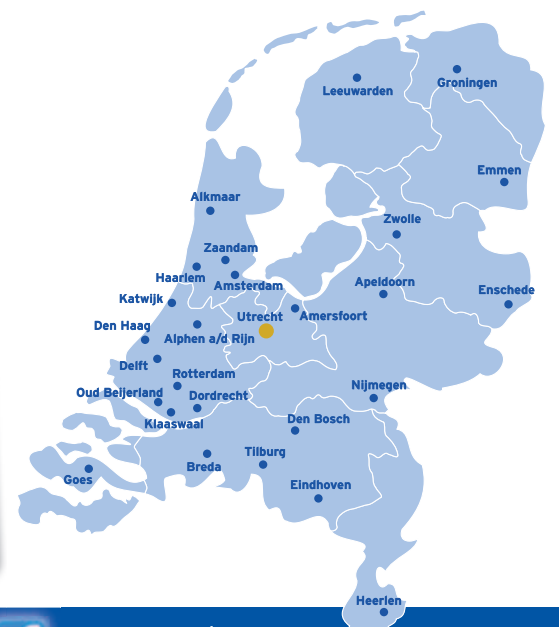 Leeuwarden
Groningen
Emmen
Alkmaar
Zwolle
Zaandam
Haarlem
Amsterdam
Apeldoorn
Enschede
Katwijk
Utrecht
Amersfoort
Den Haag
Alphen a/d Rijn
Delft
Rotterdam
Nijmegen
Oud Beijerland
Dordrecht
Klaaswaal
Den Bosch
Tilburg
Breda
Goes
Eindhoven
Heerlen